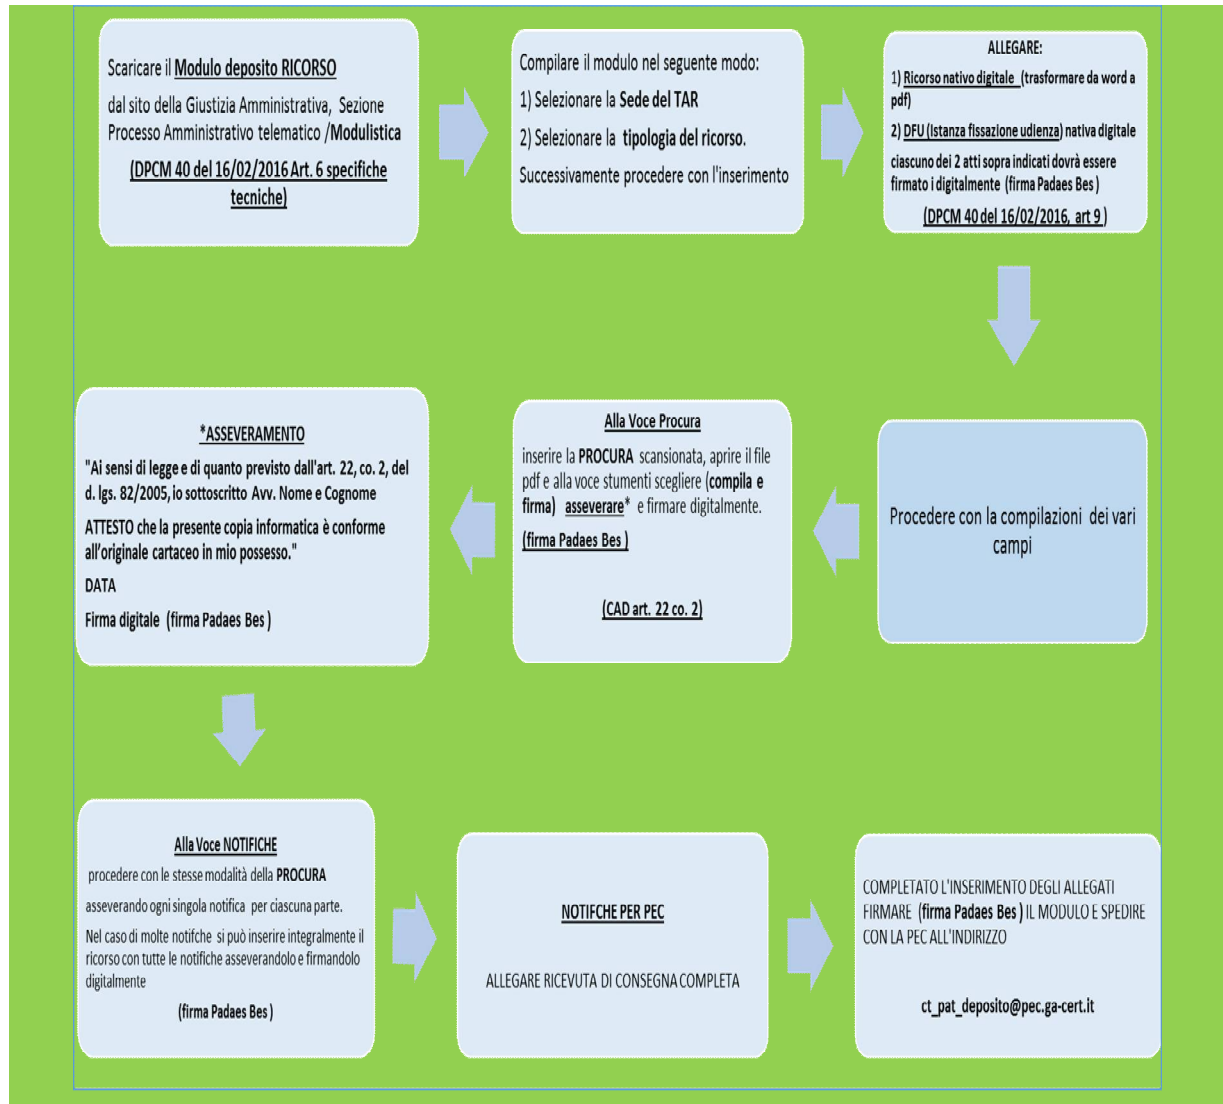 Scaricare il Modulo deposito RICORSO
dal sito della Giustizia Amministrativa, Sezione
Processo Amministrativo telematico /Modulistica
(DPCM 40 del 16/02/2016 Art. 6 specifiche
tecniche)
Compilare il modulo nel seguente modo:
1) Selezionare la Sede del TAR
2) Selezionare la tipologia del ricorso.
Successivamente procedere con l'inserimento
ALLEGARE:
1) Ricorso nativo digitale (trasformare da word a
pdf)
2) DFU (Istanza fissazione udienza) nativa digitale
ciascuno dei 2 atti sopra indicati dovrà essere
firmato i digitalmente (firma Padaes Bes )
(DPCM 40 del 16/02/2016, art 9 )
Procedere con la compilazioni dei vari
campi
Alla Voce Procura
inserire la PROCURA scansionata, aprire il file
pdf e alla voce stumenti scegliere (compila e
firma) asseverare* e firmare digitalmente.
(firma Padaes Bes )
(CAD art. 22 co. 2)
*ASSEVERAMENTO
"Ai sensi di legge e di quanto previsto dall'art. 22, co. 2, del
d. lgs. 82/2005, io sottoscritto Avv. Nome e Cognome
ATTESTO che la presente copia informatica è conforme
all'originale cartaceo in mio possesso."
DATA
Firma digitale (firma Padaes Bes )
Alla Voce NOTIFICHE
procedere con le stesse modalità della PROCURA
asseverando ogni singola notifica per ciascuna parte.
Nel caso di molte notifche si può inserire integralmente il
ricorso con tutte le notifiche asseverandolo e firmandolo
digitalmente
(firma Padaes Bes )
NOTIFCHE PER PEC
ALLEGARE RICEVUTA DI CONSEGNA COMPLETA
COMPLETATO L'INSERIMENTO DEGLI ALLEGATI
FIRMARE (firma Padaes Bes ) IL MODULO E SPEDIRE
CON LA PEC ALL'INDIRIZZO
ct_pat_deposito@pec.ga-cert.it